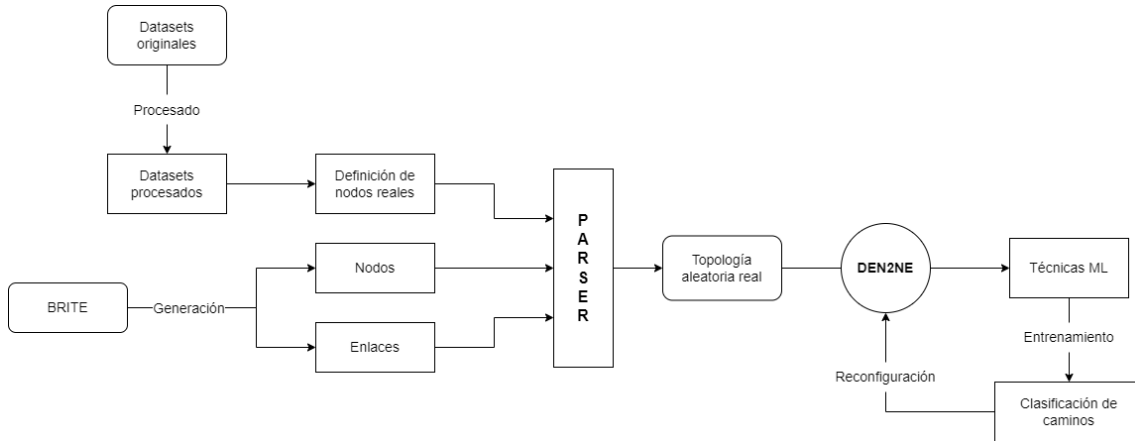 Datasets
originales
Procesado
Datasets
procesados
Definición de
nodos reales
BRITE
Generación
Nodos
Enlaces
P
A
R
S
E
R
Topología
aleatoria real
DEN2NE
Técnicas ML
Entrenamiento
Clasificación de
caminos
Reconfiguración